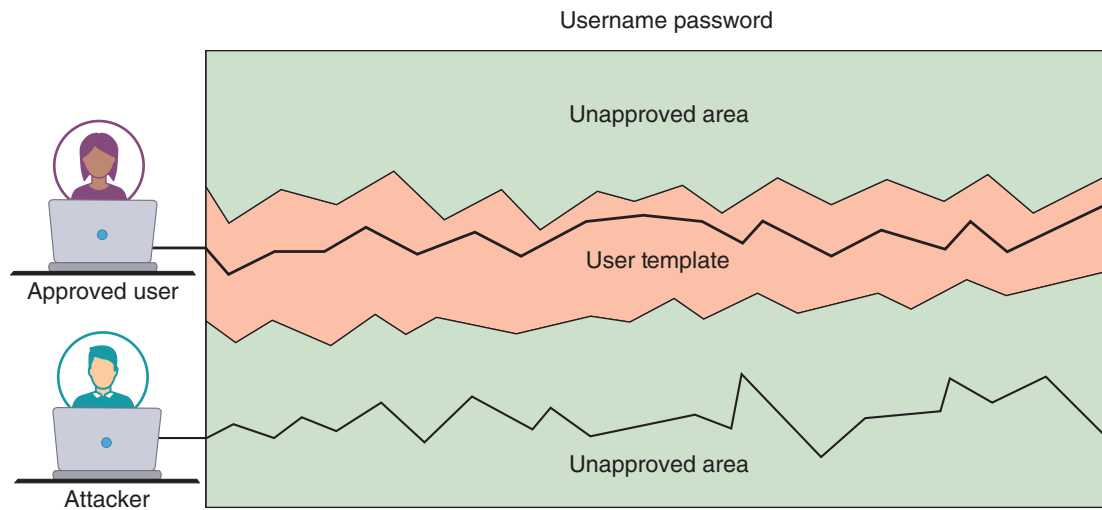 Username password
Unapproved area
User template
Approved user
Unapproved area
Attacker